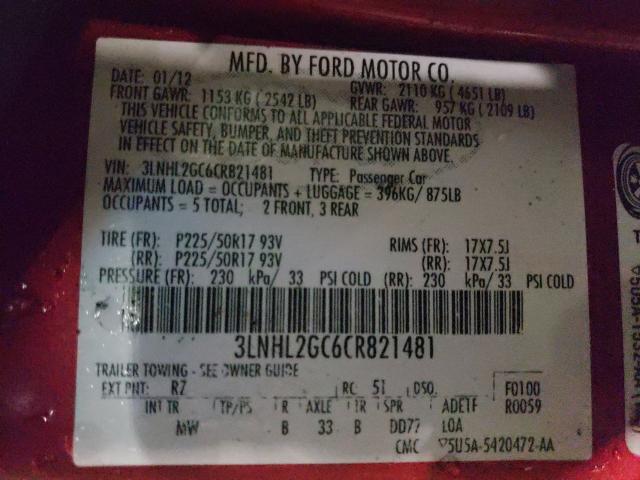 MFD. BY FORD MOTOR CO.
DATE: 01/12 GVWR: 2110 KG (4651 LB)
FRONT GAWR: 1153 KG (2542 LB) REAR GAWR: 957 KG (2109 LB)
THIS VEHICLE CONFORMS TO ALL APPLICABLE FEDERAL MOTOR
VEHICLE SAFETY, BUMPER, AND THEFT PREVENTION STANDARDS
IN EFFECT ON THE DATE OF MANUFACTURE SHOWN ABOVE.
VIN: 3LNHL2GC6CR821481 TYPE: Passenger Car
MAXIMUM LOAD = OCCUPANTS + LUGGAGE = 396KG/ 875LB
OCCUPANTS = 5 TOTAL; 2 FRONT, 3 REAR
TIRE (FR): P225/50R17 93V RIMS (FR): 17X7.5J
(RR): P225/50R17 93V (RR): 17X7.5J
PRESSURE (FR): 230 kPa/ 33 PSI COLD (RR): 230 kPa/ 33 PSI COLD
3LNHL2GC6CR821481
TRAILER TOWING - SEE OWNER GUIDE
EXT PNT: RZ RC: 51 DSO: F0100
INT TR TP/PS R AXLE TR SPR ADETF R0059
MW B 33 B DD77 LOA
CMC 5U5A-5420472-AA